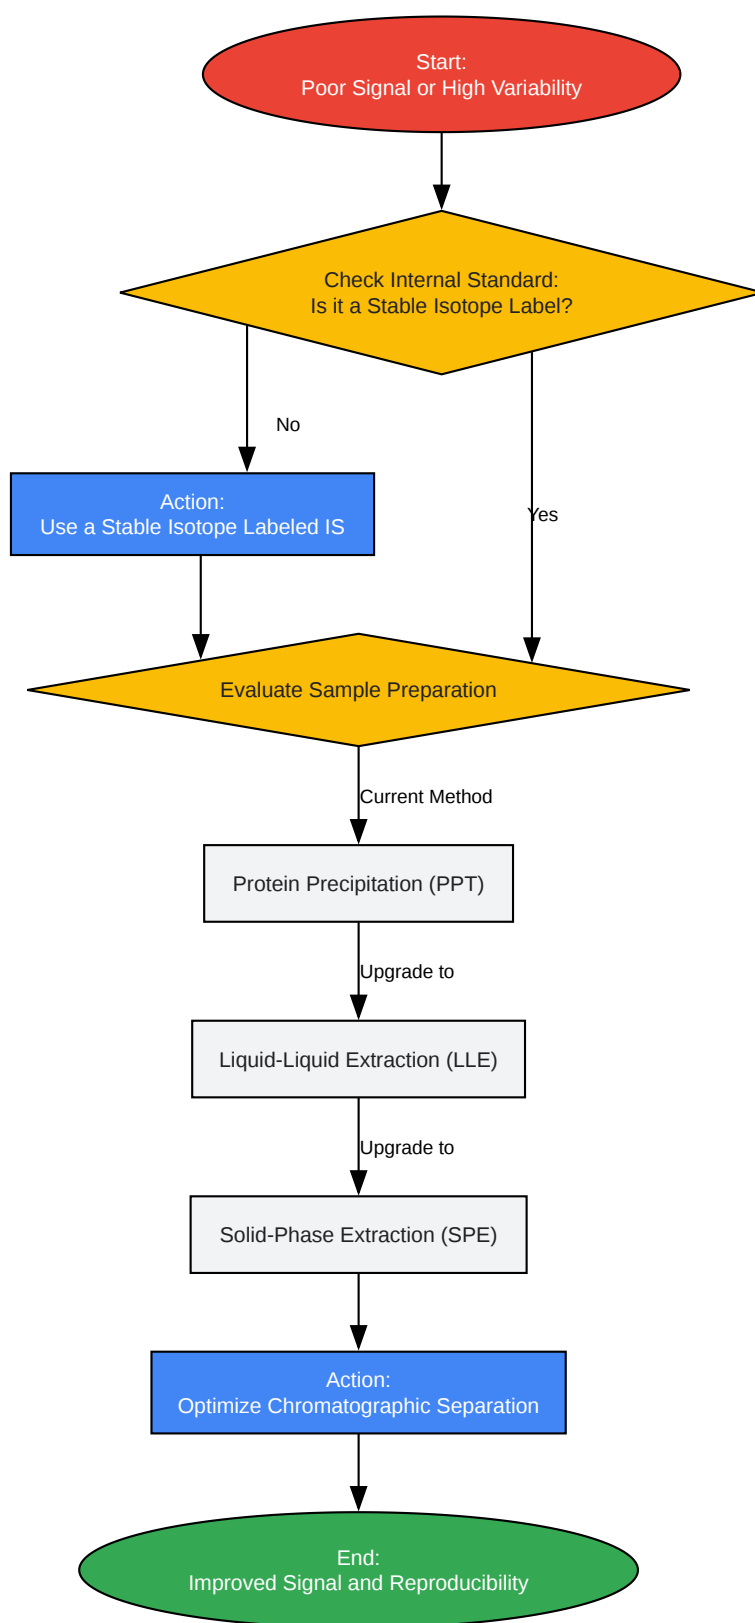 Start:
Poor Signal or High Variability
Check Internal Standard:
Is it a Stable Isotope Label?
No
Action:
Use a Stable Isotope Labeled IS
Yes
Evaluate Sample Preparation
Current Method
Protein Precipitation (PPT)
Upgrade to
Liquid-Liquid Extraction (LLE)
Upgrade to
Solid-Phase Extraction (SPE)
Action:
Optimize Chromatographic Separation
End:
Improved Signal and Reproducibility